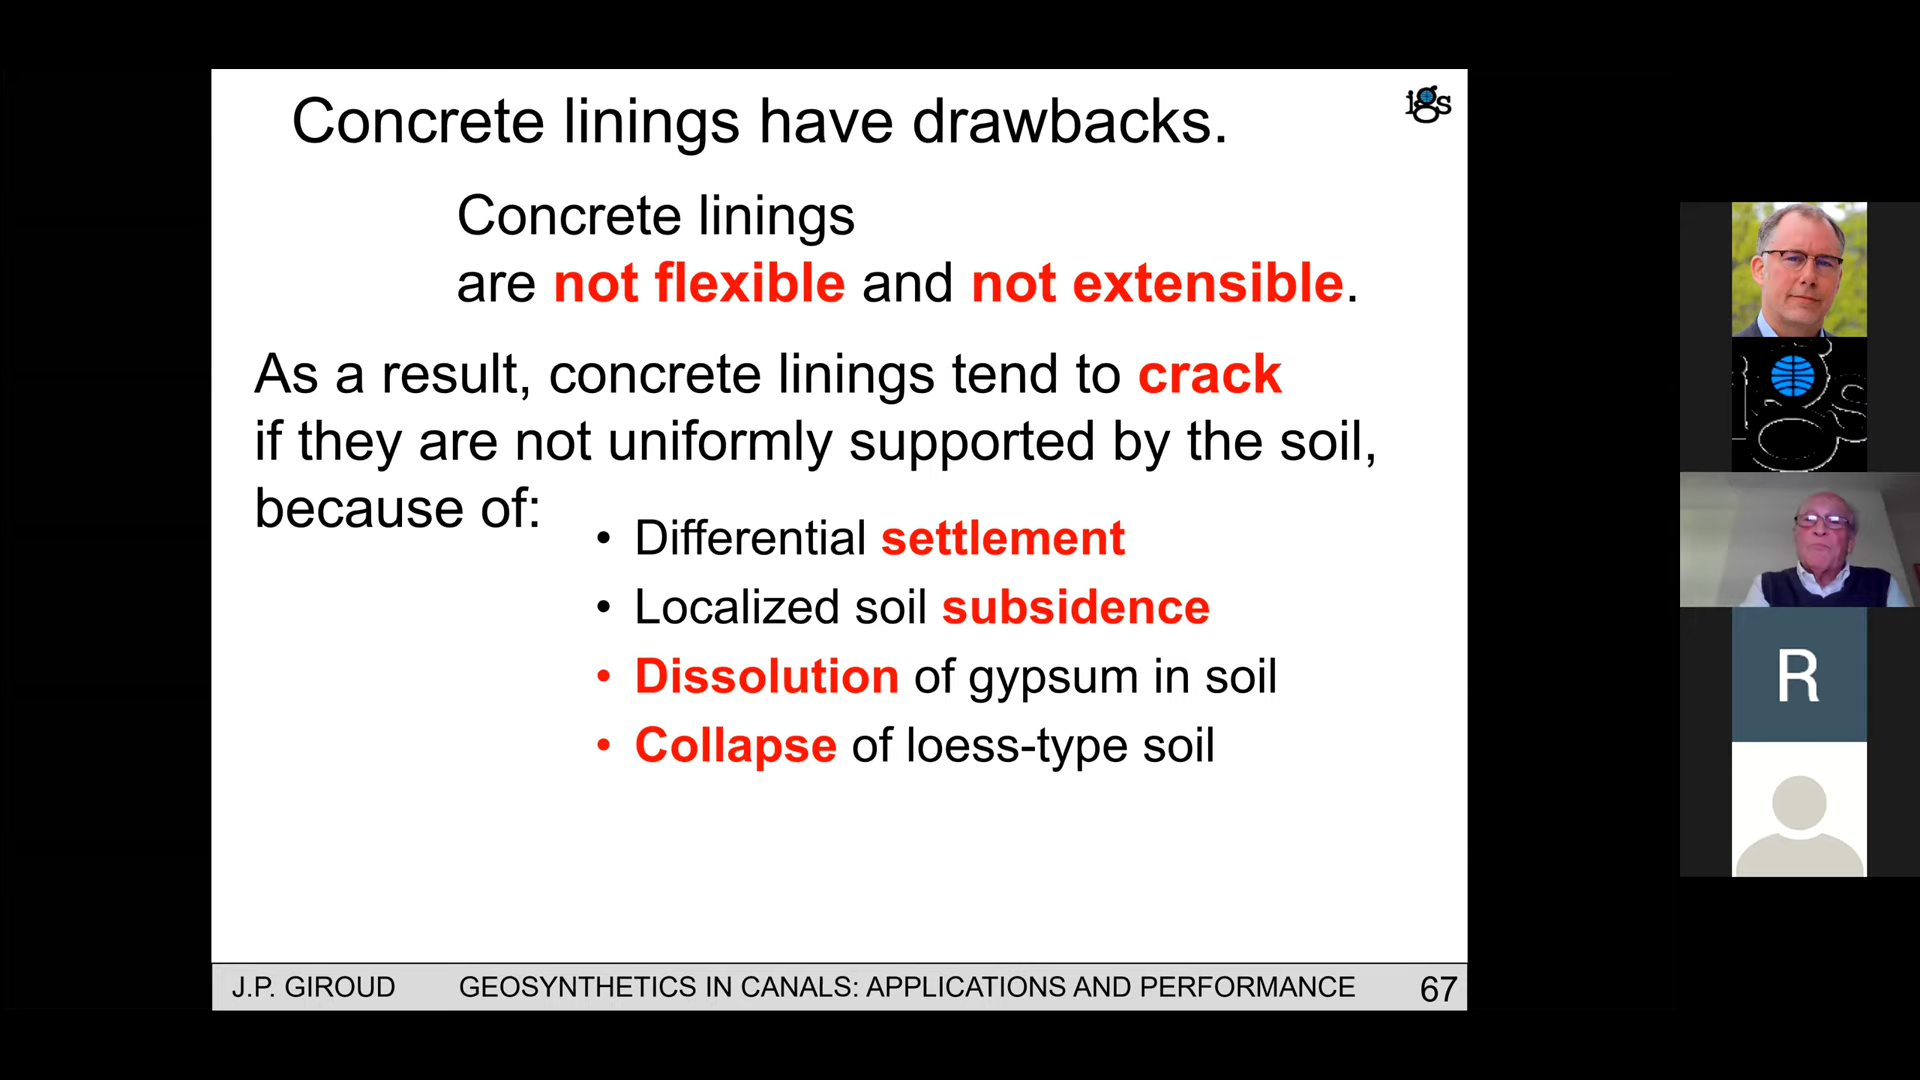 Concrete linings have drawbacks.
igs
Concrete linings
are not flexible and not extensible.
As a result, concrete linings tend to crack
if they are not uniformly supported by the soil,
because of:
• Differential settlement
• Localized soil subsidence
• Dissolution of gypsum in soil
• Collapse of loess-type soil
J.P. GIROUD GEOSYNTHETICS IN CANALS: APPLICATIONS AND PERFORMANCE 67
igs
R